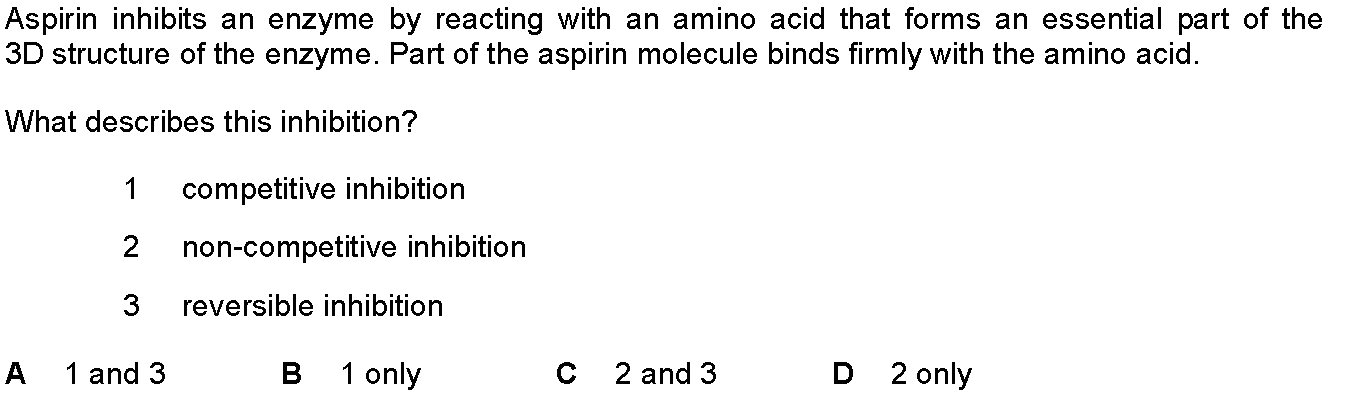 Aspirin inhibits an enzyme by reacting with an amino acid that forms an essential part of the
3D structure of the enzyme. Part of the aspirin molecule binds firmly with the amino acid.
What describes this inhibition?
1 competitive inhibition
2 non-competitive inhibition
3 reversible inhibition
A 1 and 3 B 1 only C 2 and 3 D 2 only